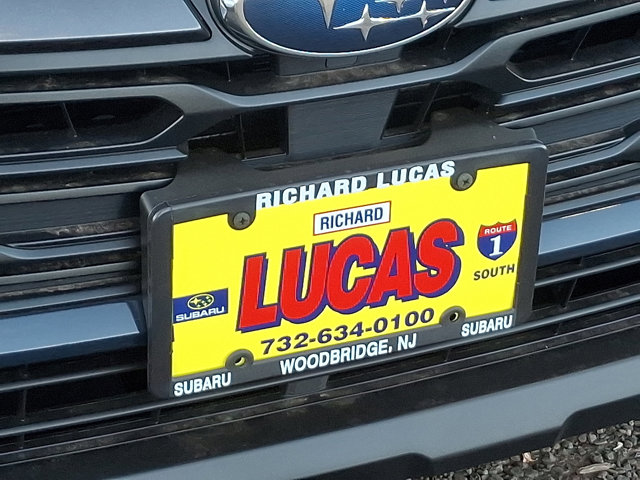 RICHARD LUCAS
RICHARD
LUCAS
ROUTE
1
SOUTH
SUBARU
732-634-0100
SUBARU
WOODBRIDGE, NJ
SUBARU